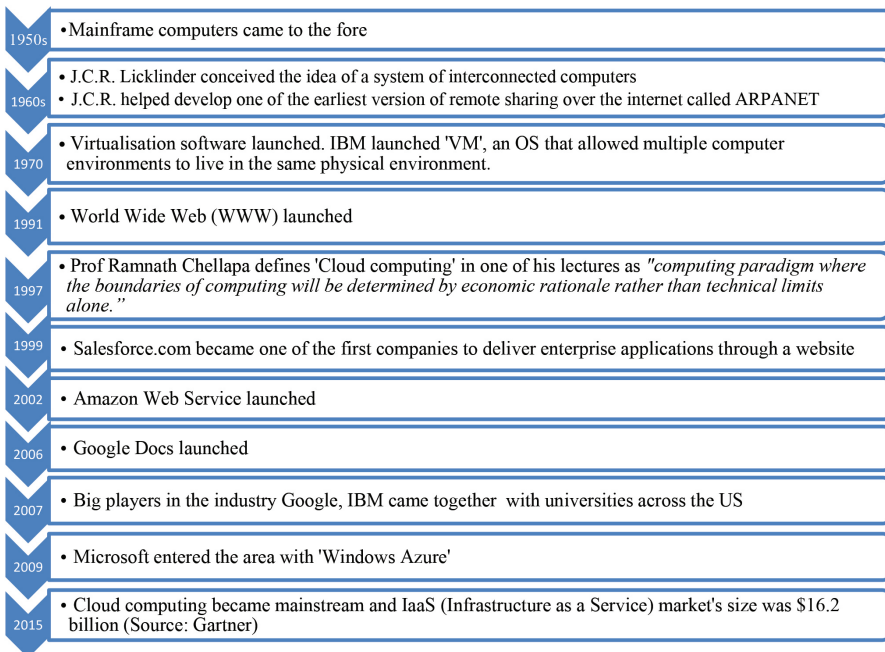 1950s
•Mainframe computers came to the fore
1960s
• J.C.R. Licklinder conceived the idea of a system of interconnected computers
• J.C.R. helped develop one of the earliest version of remote sharing over the internet called ARPANET
1970
• Virtualisation software launched. IBM launched 'VM', an OS that allowed multiple computer
environments to live in the same physical environment.
1991
• World Wide Web (WWW) launched
1997
• Prof Ramnath Chellapa defines 'Cloud computing' in one of his lectures as "computing paradigm where
the boundaries of computing will be determined by economic rationale rather than technical limits
alone.”
1999
• Salesforce.com became one of the first companies to deliver enterprise applications through a website
2002
• Amazon Web Service launched
2006
• Google Docs launched
2007
• Big players in the industry Google, IBM came together with universities across the US
2009
• Microsoft entered the area with 'Windows Azure'
2015
• Cloud computing became mainstream and IaaS (Infrastructure as a Service) market's size was $16.2
billion (Source: Gartner)